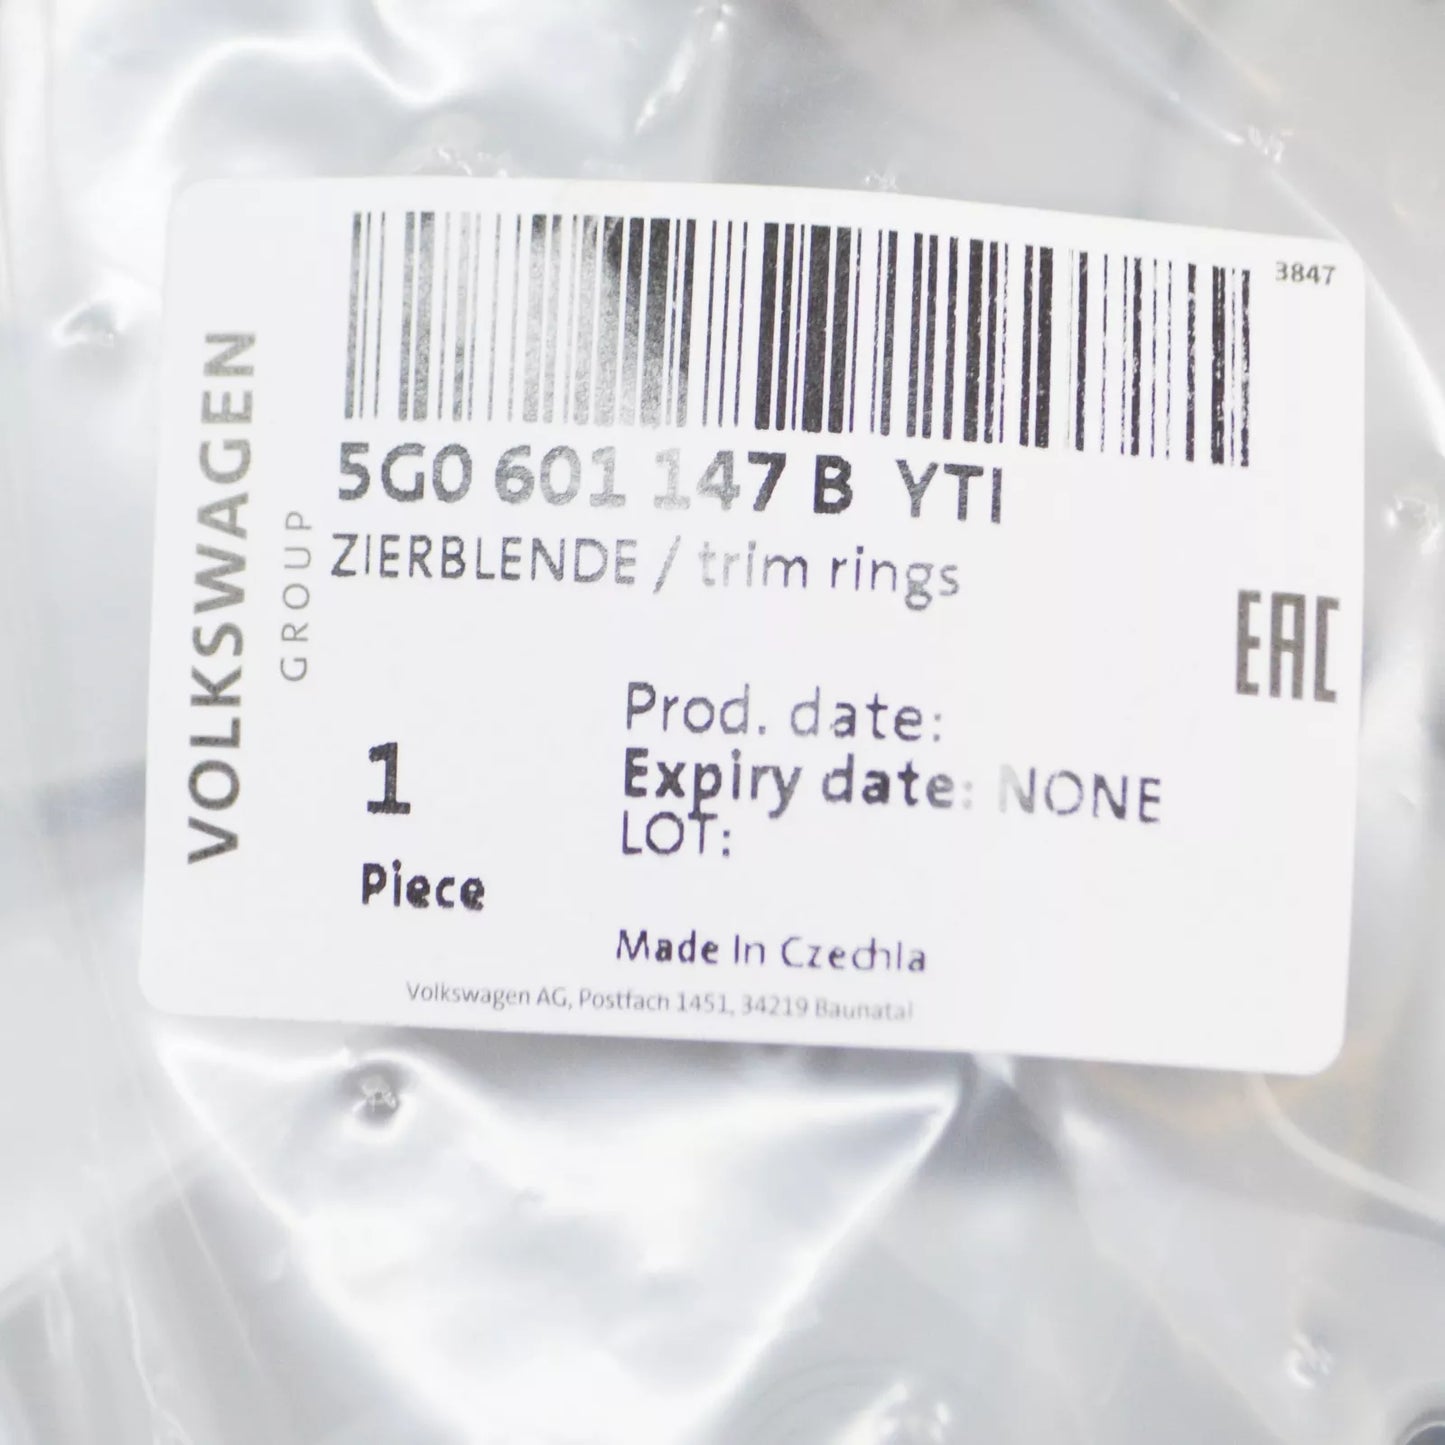 3847
VOLKSWAGEN
GROUP
5G0 601 147 B YTI
ZIERBLENDE / trim rings
EAC
Prod. date:
Expiry date: NONE
LOT:
1
Piece
Made In Czechia
Volkswagen AG, Postfach 1451, 34219 Baunatal